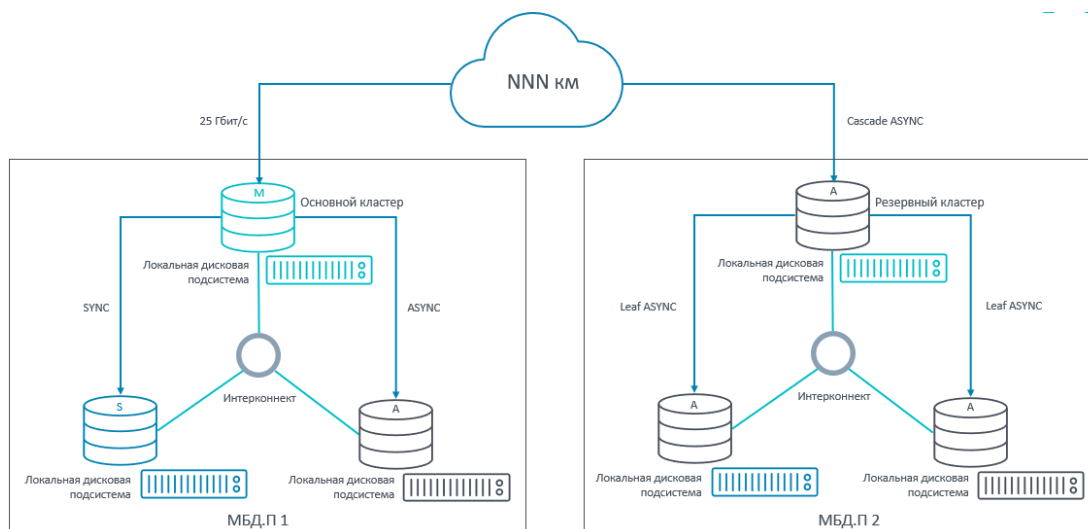 NNN км
25 Гбит/с
Cascade ASYNC
M
Основной кластер
A
Резервный кластер
Локальная дисковая
подсистема
Локальная дисковая
подсистема
SYNC
ASYNC
Leaf ASYNC
Leaf ASYNC
Интерконнект
Интерконнект
S
A
A
A
Локальная дисковая
подсистема
Локальная дисковая
подсистема
Локальная дисковая
подсистема
Локальная дисковая
подсистема
МБД.П 1
МБД.П 2